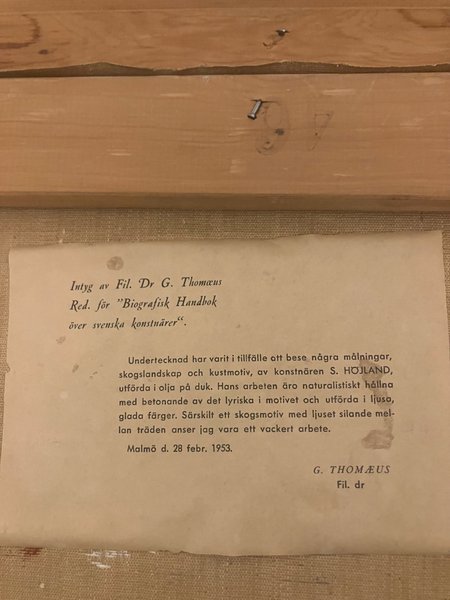 Intyg av Fil. Dr G. Thomæus
Red. för "Biografisk Handbok
över svenska konstnärer“.
Undertecknad har varit i tillfälle att bese några målningar,
skogslandskap och kustmotiv, av konstnären S. HÖJLAND,
utförda i olja på duk. Hans arbeten äro naturalistiskt hållna
med betonande av det lyriska i motivet och utförda i ljusa,
glada färger. Särskilt ett skogsmotiv med ljuset silande mel-
lan träden anser jag vara ett vackert arbete.
Malmö d. 28 febr. 1953.
G. THOMÆUS
Fil. dr